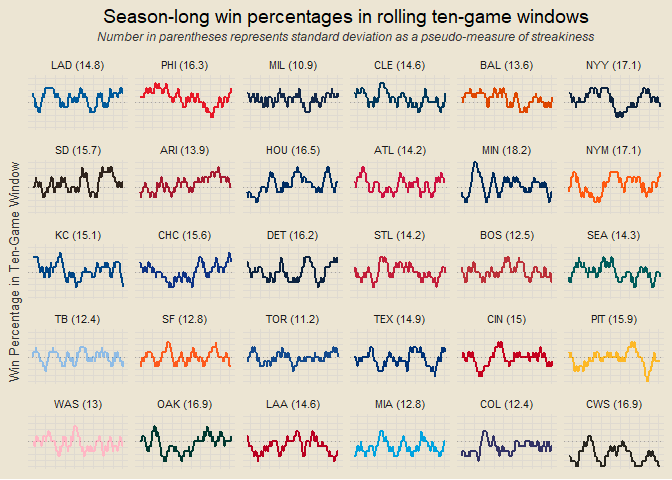 Season-long win percentages in rolling ten-game windows
Number in parentheses represents standard deviation as a pseudo-measure of streakiness
LAD (14.8) PHI (16.3) MIL (10.9) CLE (14.6) BAL (13.6) NYY (17.1)
SD (15.7) ARI (13.9) HOU (16.5) ATL (14.2) MIN (18.2) NYM (17.1)
KC (15.1) CHC (15.6) DET (16.2) STL (14.2) BOS (12.5) SEA (14.3)
TB (12.4) SF (12.8) TOR (11.2) TEX (14.9) CIN (15) PIT (15.9)
WAS (13) OAK (16.9) LAA (14.6) MIA (12.8) COL (12.4) CWS (16.9)
Win Percentage in Ten-Game Window